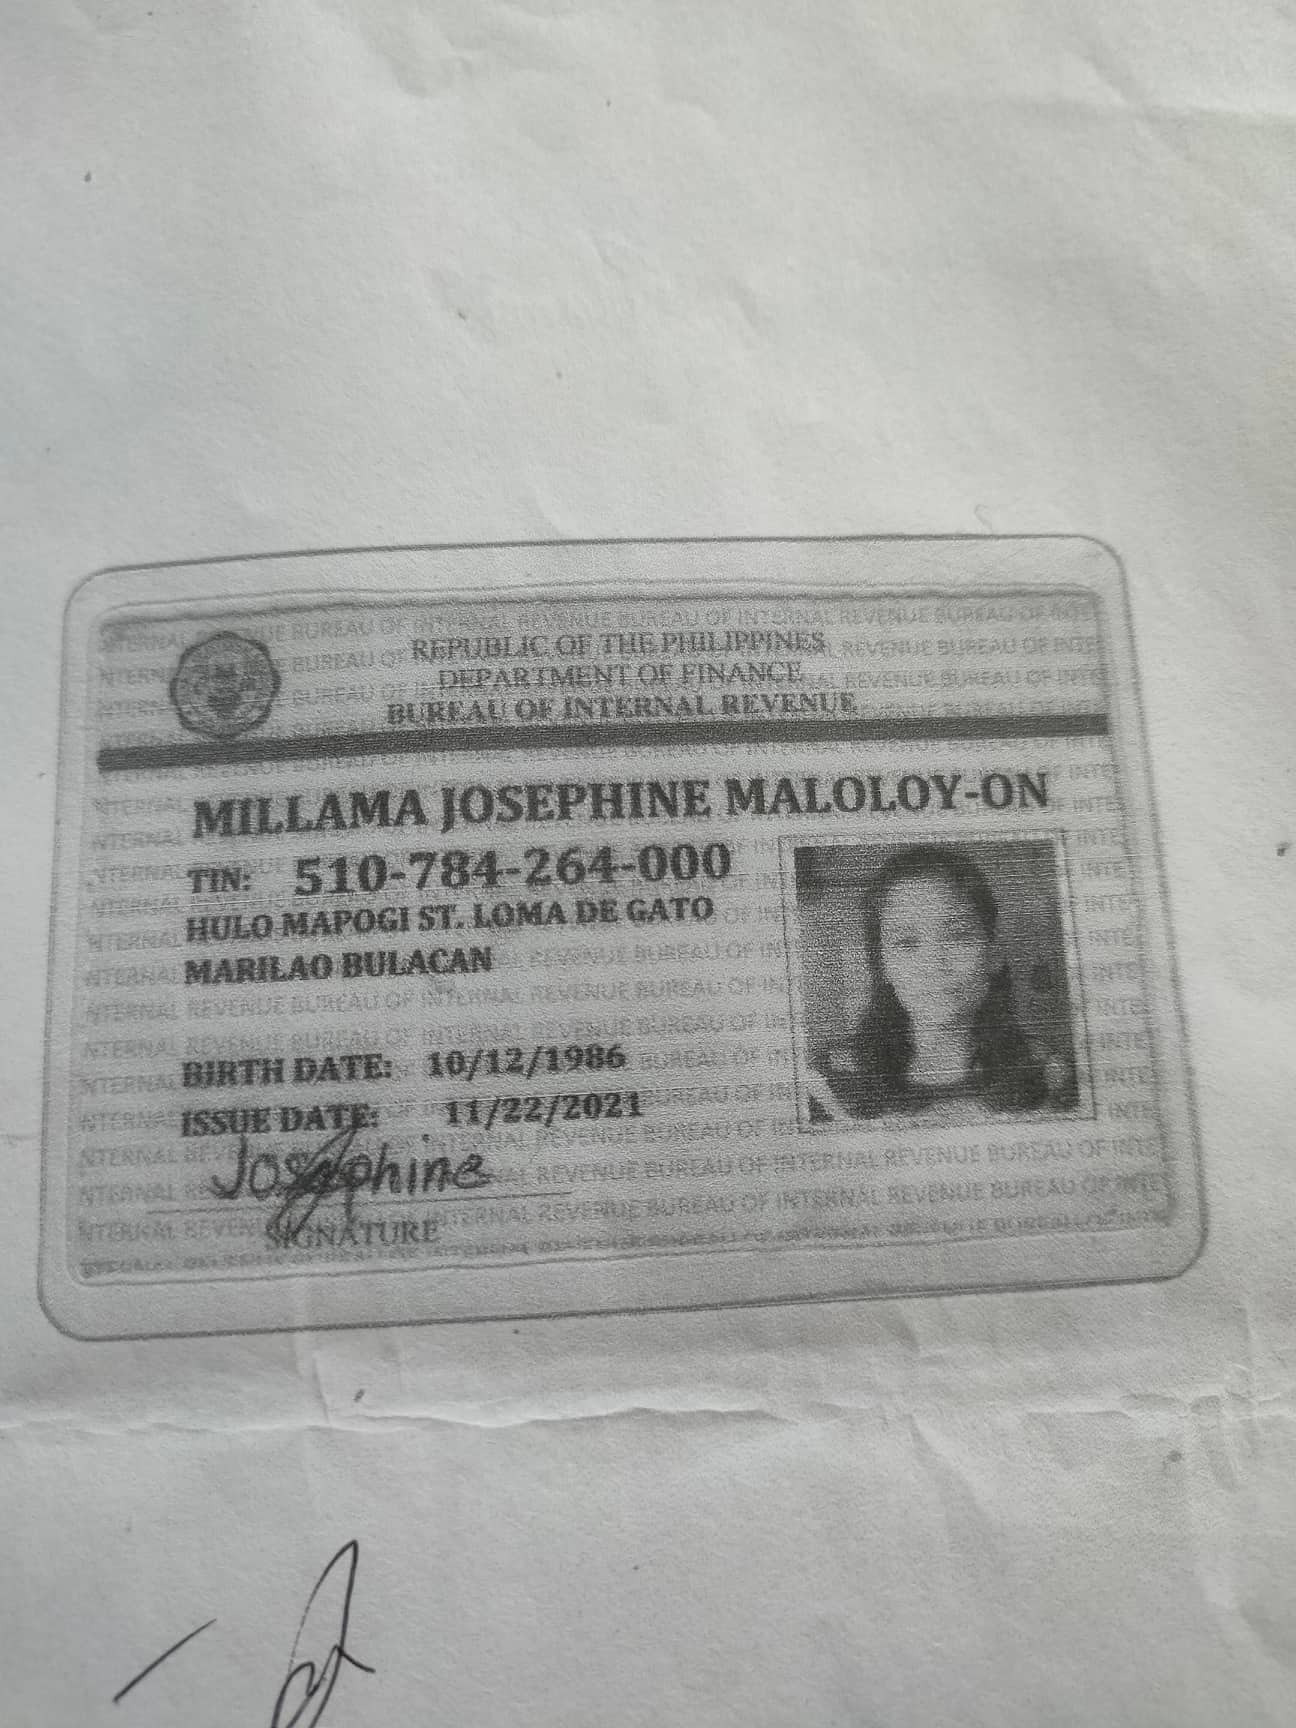 REPUBLIC OF THE PHILIPPINES
DEPARTMENT OF FINANCE
BUREAU OF INTERNAL REVENUE
MILLAMA JOSEPHINE MALOLOY-ON
TIN: 510-784-264-000
HULO MAPOGI ST. LOMA DE GATO
MARILAO BULACAN
BIRTH DATE: 10/12/1986
ISSUE DATE: 11/22/2021
Josephine
SIGNATURE